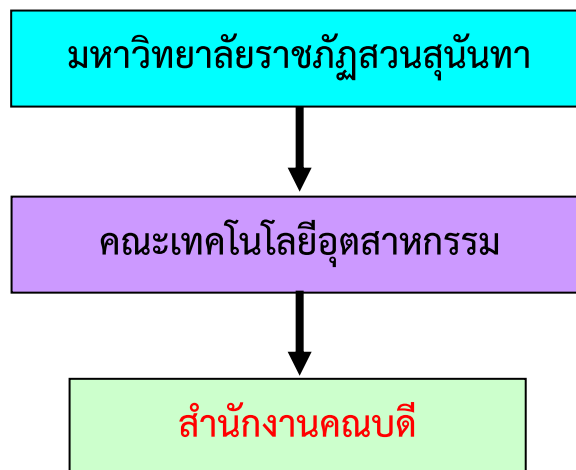 มหาวิทยาลัยราชภัฏสวนสุนันทา
คณะเทคโนโลยีอุตสาหกรรม
สำนักงานคณบดี